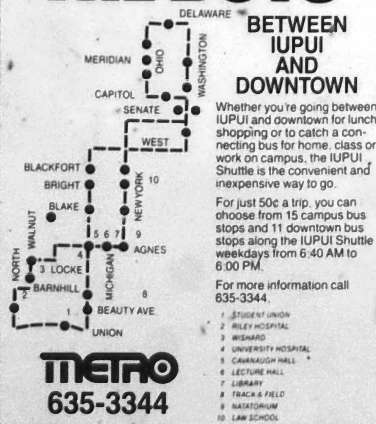 DELAWARE
MERIDIAN
OHIO
WASHINGTON
CAPITOL
SENATE
WEST
BLACKFORT
BRIGHT
10
NEW YORK
BLAKE
WALNUT
5 6 7 9
AGNES
4
NORTH
3 LOCKE
MICHIGAN
2
BARNHILL
8
1
BEAUTY AVE.
UNION
METRO
635-3344
BETWEEN
IUPUI
AND
DOWNTOWN
Whether you're going between
IUPUI and downtown for lunch,
shopping or to catch a con-
necting bus for home, class or
work on campus, the IUPUI
Shuttle is the convenient and
inexpensive way to go.
For just 50¢ a trip, you can
choose from 15 campus bus
stops and 11 downtown bus
stops along the IUPUI Shuttle
weekdays from 6:40 AM to
6:00 PM.
For more information call
635-3344.
1 STUDENT UNION
2 RILEY HOSPITAL
3 WISHARD
4 UNIVERSITY HOSPITAL
5 CAVANAUGH HALL
6 LECTURE HALL
7 LIBRARY
8 TRACK & FIELD
9 NATATORIUM
10 LAW SCHOOL